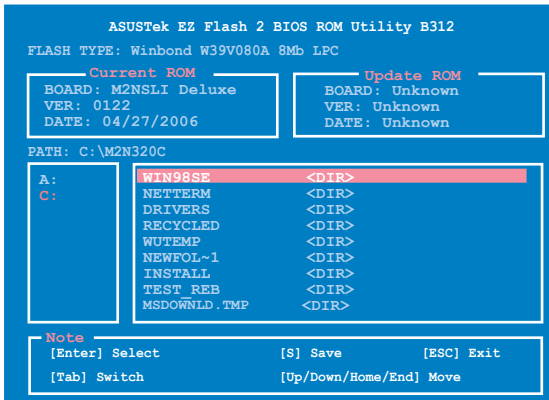 ASUSTek EZ Flash 2 BIOS ROM Utility B312
FLASH TYPE: Winbond W39V080A 8Mb LPC
Current ROM
BOARD: M2NSLI Deluxe
VER: 0122
DATE: 04/27/2006
Update ROM
BOARD: Unknown
VER: Unknown
DATE: Unknown
PATH: C:\M2N320C
A:
C:
WIN98SE <DIR>
NETTERM <DIR>
DRIVERS <DIR>
RECYCLED <DIR>
WUTEMP <DIR>
NEWFOL~1 <DIR>
INSTALL <DIR>
TEST_REB <DIR>
MSDOWNLD.TMP <DIR>
Note
[Enter] Select [S] Save [ESC] Exit
[Tab] Switch [Up/Down/Home/End] Move